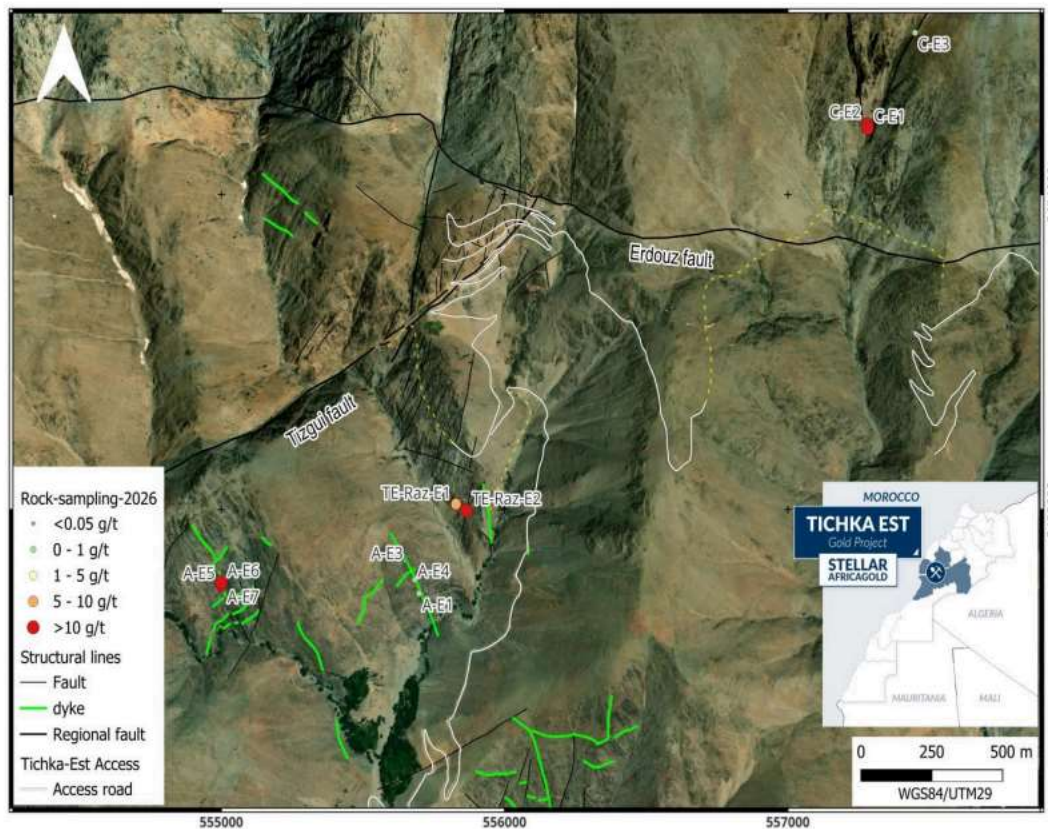 C-E3
C-E2
C-E1
Erdouz fault
Tizgui fault
TE-Raz-E1
TE-Raz-E2
A-E3
A-E4
A-E1
A-E5
A-E6
A-E7
Rock-sampling-2026
<0.05 g/t
0 - 1 g/t
1 - 5 g/t
5 - 10 g/t
>10 g/t
Structural lines
Fault
dyke
Regional fault
Tichka-Est Access
Access road
MOROCCO
TICHKA EST
Gold Project
STELLAR
AFRICAGOLD
ALGERIA
MAURITANIA
MALI
0 250 500 m
WGS84/UTM29
555000 556000 557000